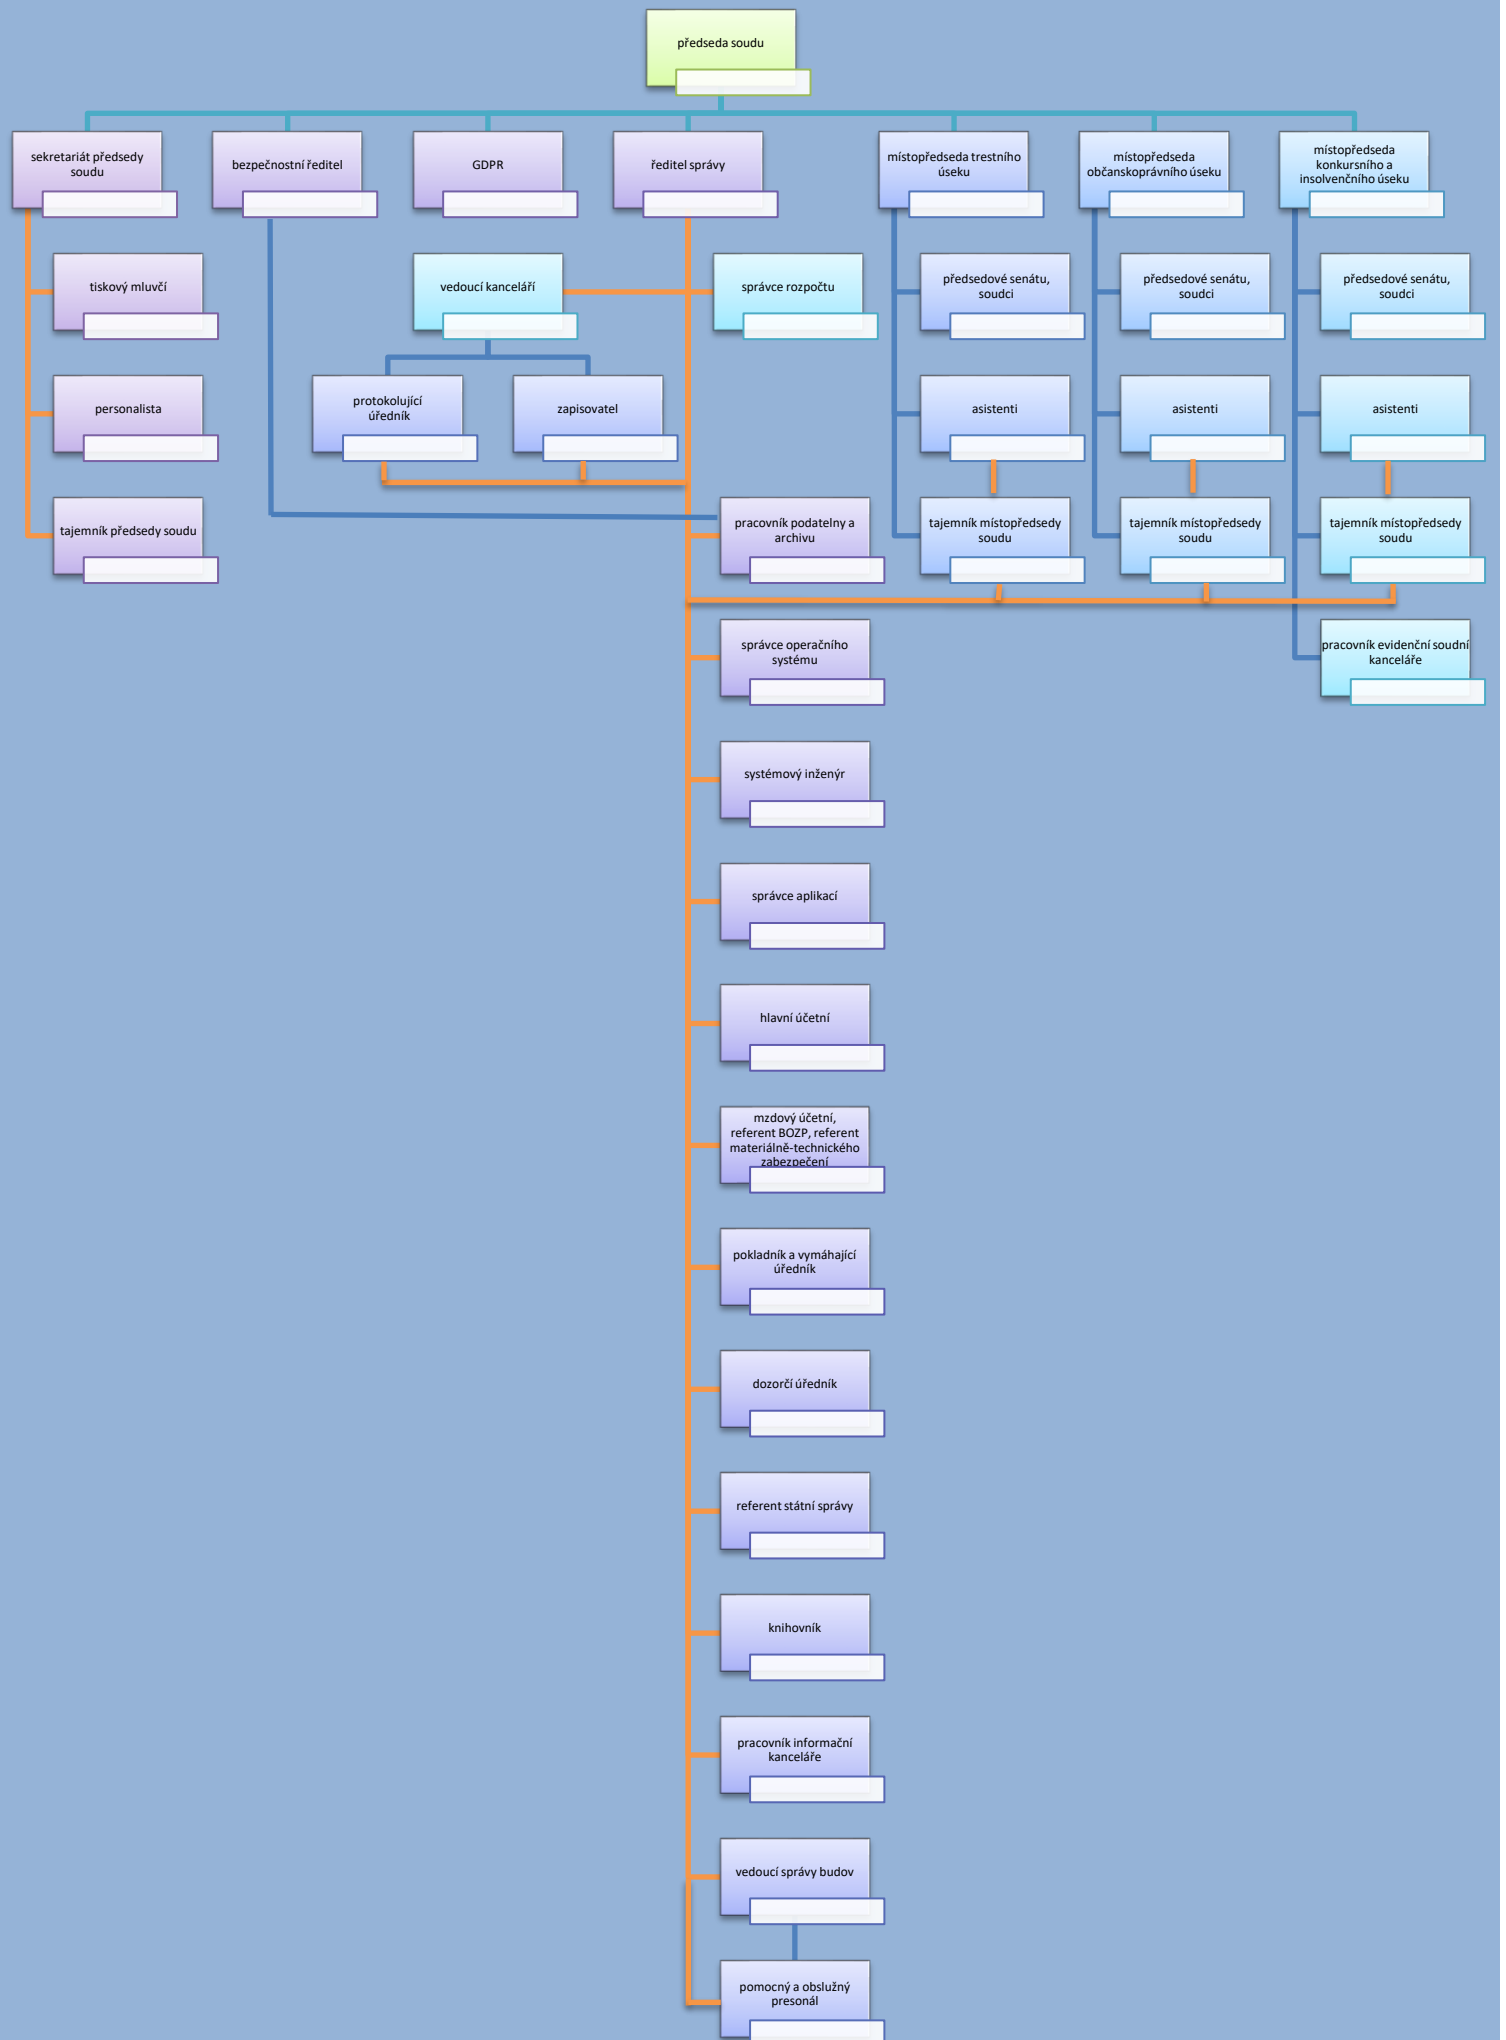 předseda soudu
sekretariát předsedy
soudu
bezpečnostní ředitel
GDPR
ředitel správy
místopředseda trestního
úseku
místopředseda
občanskoprávního úseku
místopředseda
konkursního a
insolvenčního úseku
tiskový mluvčí
vedoucí kanceláří
správce rozpočtu
předsedové senátu,
soudci
předsedové senátu,
soudci
předsedové senátu,
soudci
personalista
protokolující
úředník
zapisovatel
asistenti
asistenti
asistenti
tajemník předsedy soudu
pracovník podatelny a
archivu
tajemník místopředsedy
soudu
tajemník místopředsedy
soudu
tajemník místopředsedy
soudu
správce operačního
systému
pracovník evidenční soudní
kanceláře
systémový inženýr
správce aplikací
hlavní účetní
mzdový účetní,
referent BOZP, referent
materiálně-technického
zabezpečení
pokladník a vymáhající
úředník
dozorčí úředník
referent státní správy
knihovník
pracovník informační
kanceláře
vedoucí správy budov
pomocný a obslužný
presonál